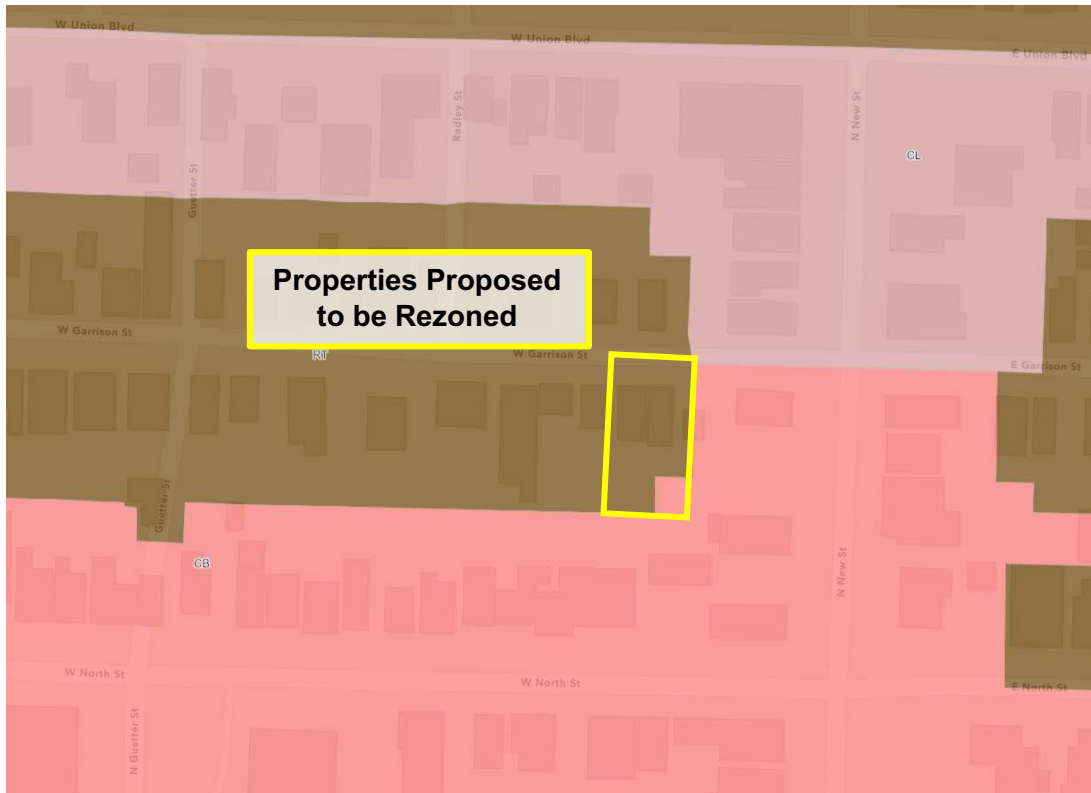 W Union Blvd
W Union Blvd
E Union Blvd
Radley St
N New St
CL
Guetter St
Properties Proposed
to be Rezoned
W Garrison St
RT
W Garrison St
E Garrison St
Guetter St
CB
N New St
W North St
W North St
E North St
N Guetter St